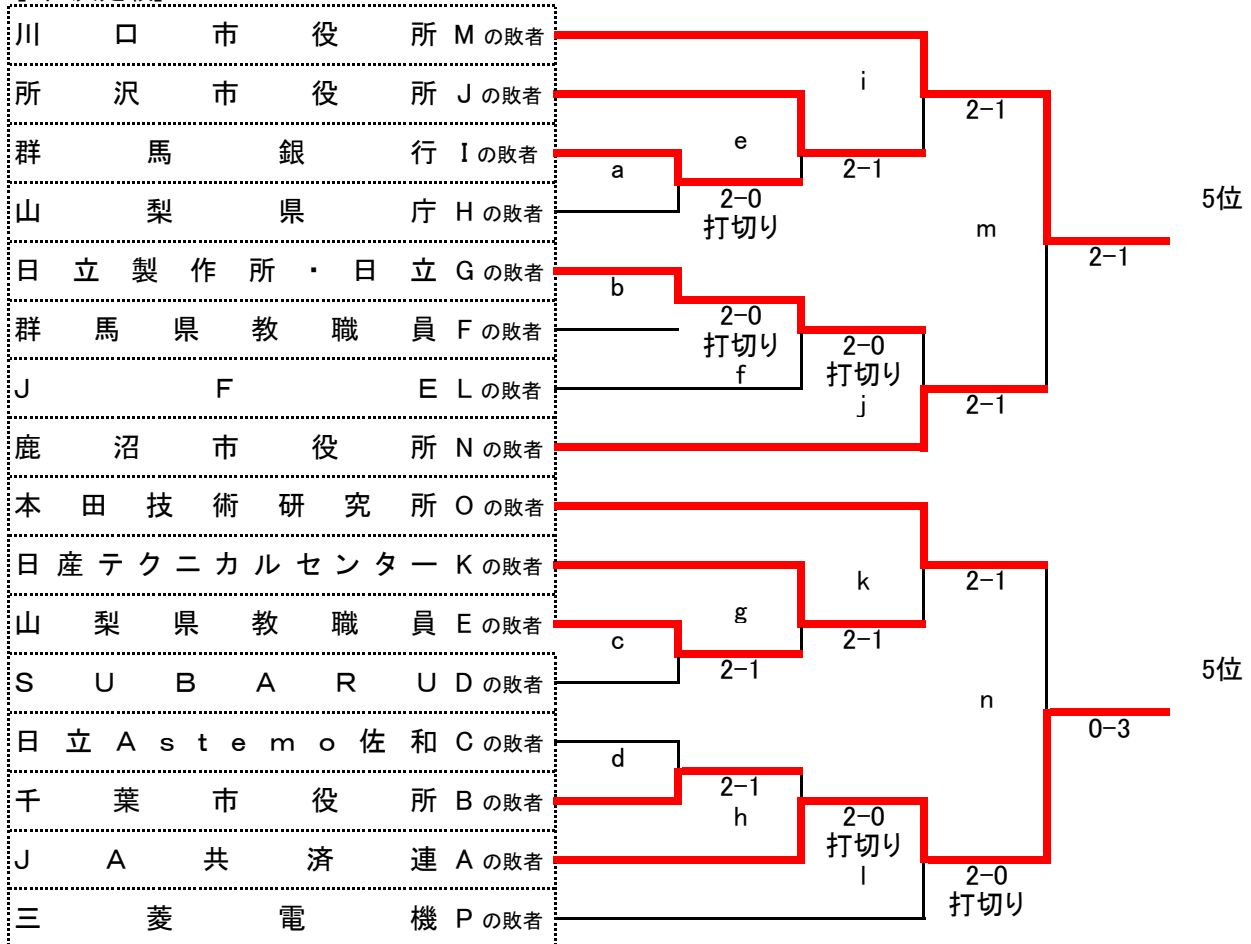 川口市役所 Mの敗者
所沢市役所 Jの敗者
群馬銀行 Iの敗者
山梨県庁 Hの敗者
日立製作所・日立 Gの敗者
群馬県教職員 Fの敗者
JFE Lの敗者
鹿沼市役所 Nの敗者
本田技術研究所 Oの敗者
日産テクニカルセンター Kの敗者
山梨県教職員 Eの敗者
SUBARU Dの敗者
日立Astemo佐和 Cの敗者
千葉市役所 Bの敗者
JA共済連 Aの敗者
三菱電機 Pの敗者
a
2-0
打切り
b
2-0
打切り
f
c
2-1
d
2-1
h
e
2-1
2-0
打切り
j
g
2-1
2-0
打切り
l
i
2-1
2-1
k
2-1
2-0
打切り
m
2-1
n
0-3
5位
5位